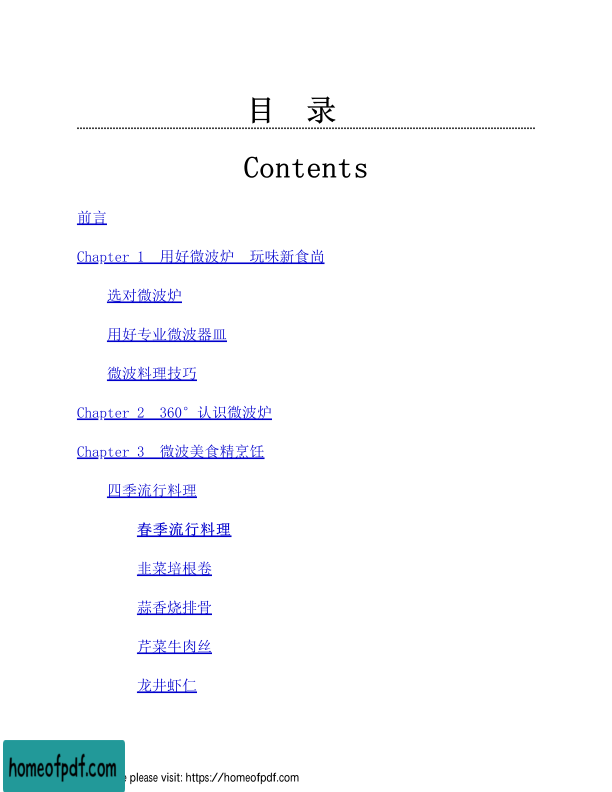 目 录
Contents
前言
Chapter 1 用好微波炉 玩味新食尚
选对微波炉
用好专业微波器皿
微波料理技巧
Chapter 2 360°认识微波炉
Chapter 3 微波美食精烹饪
四季流行料理
春季流行料理
韭菜培根卷
蒜香烧排骨
芹菜牛肉丝
龙井虾仁
homeofpdf.com
please visit: https://homeofpdf.com